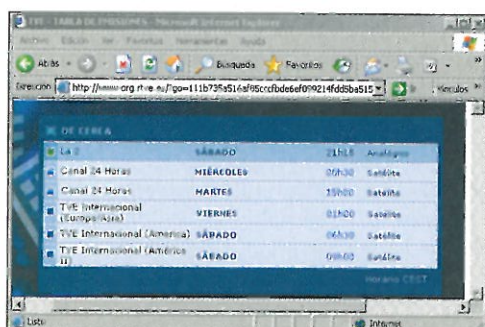 TVE - TABLA DE EMISIONES - Microsoft Internet Explorer
Archivo Edición Ver Favoritos Herramientas Ayuda
Atrás Búsqueda Favoritos
Dirección Vínculos
DE CERCA
La 2 SÁBADO 21h15 Analógico
Canal 24 Horas MIÉRCOLES 00h30 Satélite
Canal 24 Horas MARTES 15h00 Satélite
TVE Internacional
(Europa/Asia) VIERNES 01h00 Satélite
TVE Internacional (América) SÁBADO 06h30 Satélite
TVE Internacional (América
II) SÁBADO Satélite
Horario CEST
Listo Internet